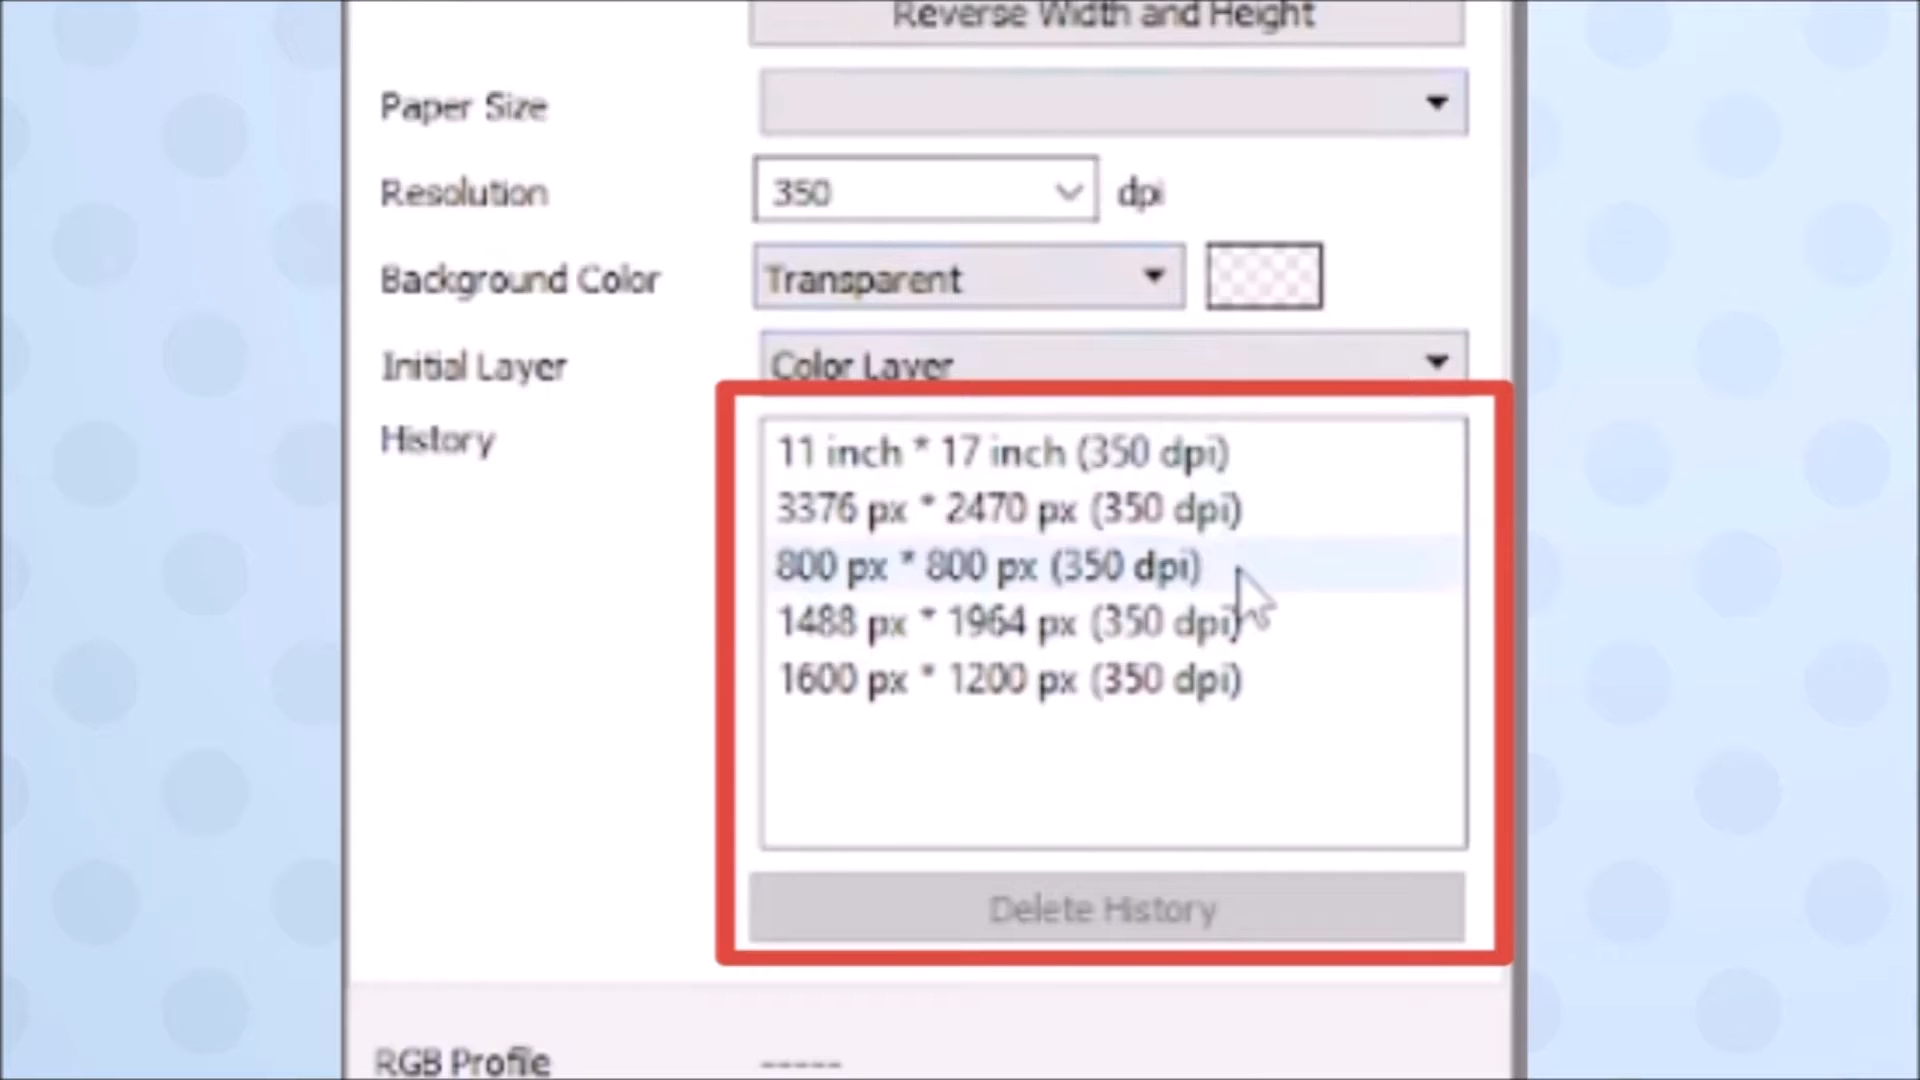 Reverse Width and Height
Paper Size
Resolution 350 dpi
Background Color Transparent
Initial Layer Color Layer
History
11 inch * 17 inch (350 dpi)
3376 px * 2470 px (350 dpi)
800 px * 800 px (350 dpi)
1488 px * 1964 px (350 dpi)
1600 px * 1200 px (350 dpi)
Delete History
RGB Profile -----